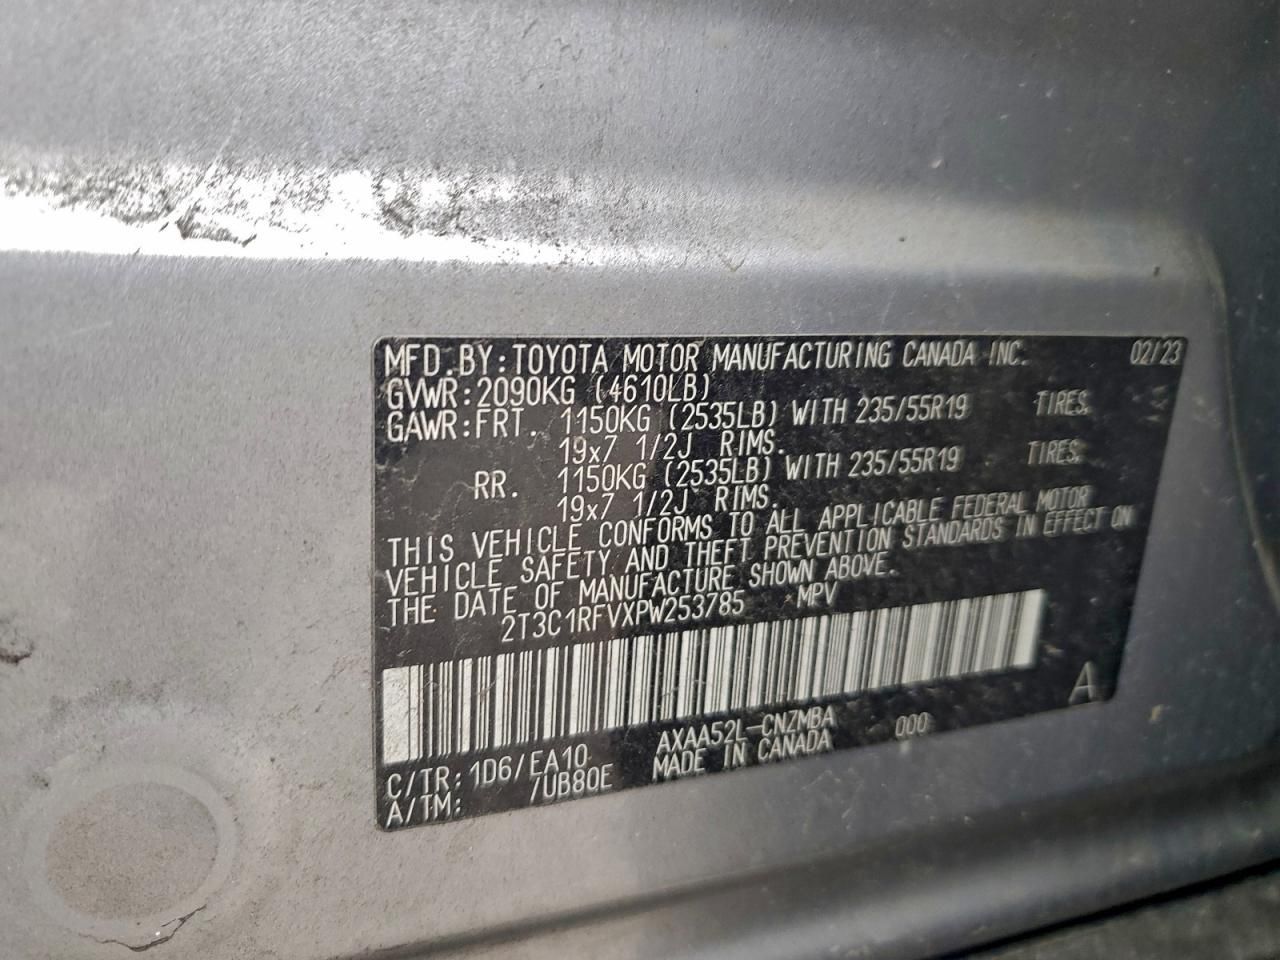 MFD.BY:TOYOTA MOTOR MANUFACTURING CANADA INC. 02/23
GVWR:2090KG (4610LB)
GAWR:FRT. 1150KG (2535LB) WITH 235/55R19 TIRES.
19x7 1/2J RIMS.
RR. 1150KG (2535LB) WITH 235/55R19 TIRES.
19x7 1/2J RIMS.
THIS VEHICLE CONFORMS TO ALL APPLICABLE FEDERAL MOTOR
VEHICLE SAFETY AND THEFT PREVENTION STANDARDS IN EFFECT ON
THE DATE OF MANUFACTURE SHOWN ABOVE.
2T3C1RFVXPW253785 MPV
A
C/TR:1D6/EA10 AXAA52L-CNZMBA 000
A/TM: /UB80E MADE IN CANADA